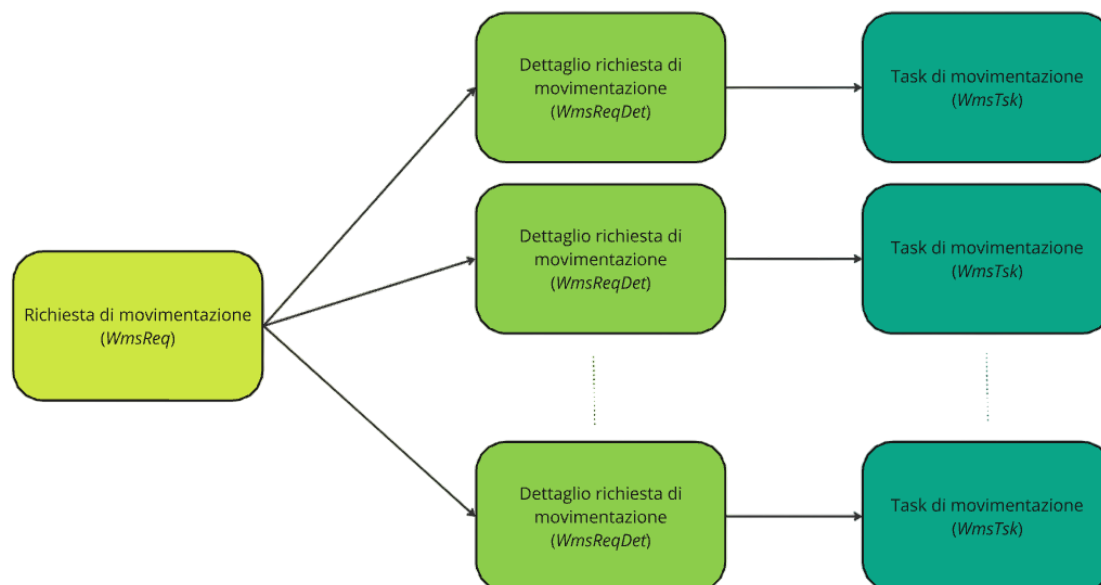 Dettaglio richiesta di
movimentazione
(WmsReqDet)
Task di movimentazione
(WmsTsk)
Dettaglio richiesta di
movimentazione
(WmsReqDet)
Task di movimentazione
(WmsTsk)
Richiesta di movimentazione
(WmsReq)
Dettaglio richiesta di
movimentazione
(WmsReqDet)
Task di movimentazione
(WmsTsk)